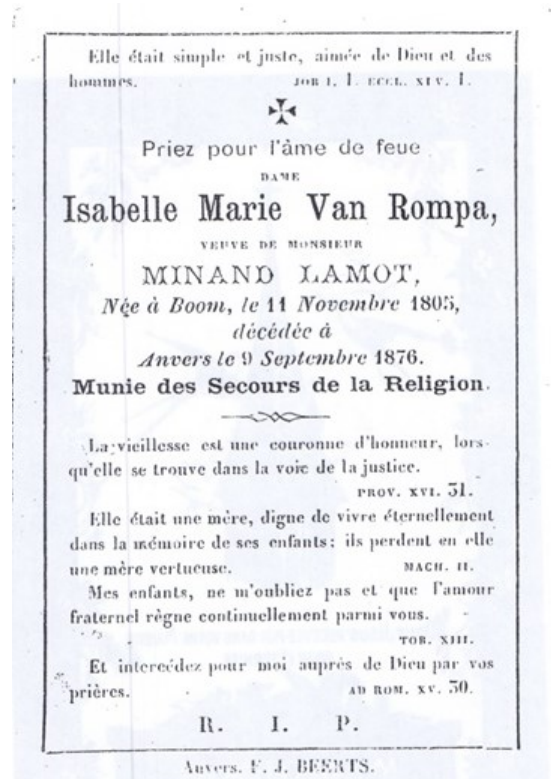 Elle était simple et juste, aimée de Dieu et des
hommes. JOB I. I. ECCL. XLV. I.
Priez pour l'âme de feue
DAME
Isabelle Marie Van Rompa,
VEUVE DE MONSIEUR
MINAND LAMOT,
Née à Boom, le 11 Novembre 1805,
décédée à
Anvers le 9 Septembre 1876.
Munie des Secours de la Religion.
La vieillesse est une couronne d'honneur, lors-
qu'elle se trouve dans la voie de la justice.
PROV. XVI. 31.
Elle était une mère, digne de vivre éternellement
dans la mémoire de ses enfants; ils perdent en elle
une mère vertueuse. MACH. II.
Mes enfants, ne m'oubliez pas et que l'amour
fraternel règne continuellement parmi vous.
TOB. XIII.
Et intercédez pour moi auprès de Dieu par vos
prières. AD ROM. XV. 30.
R. I. P.
Anvers. F. J. BEERTS.